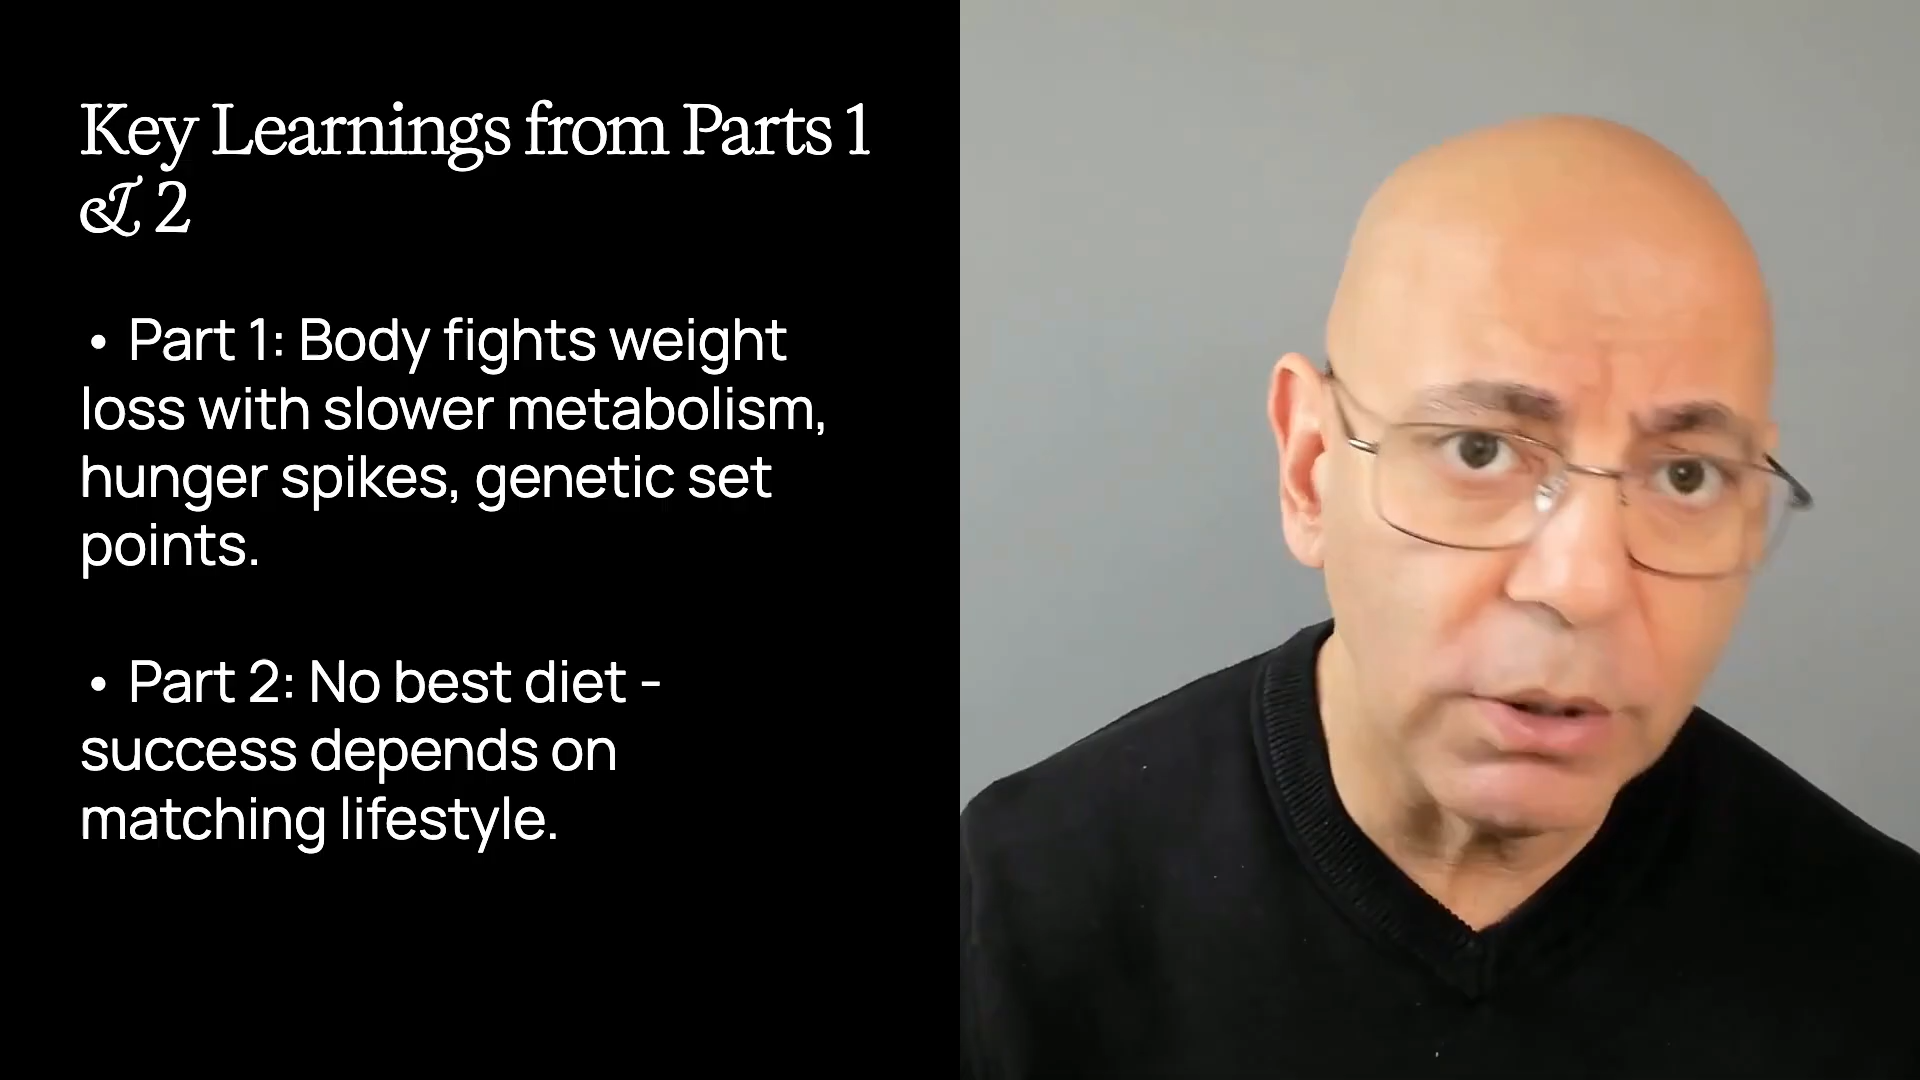 Key Learnings from Parts 1
& 2
• Part 1: Body fights weight
loss with slower metabolism,
hunger spikes, genetic set
points.
• Part 2: No best diet -
success depends on
matching lifestyle.